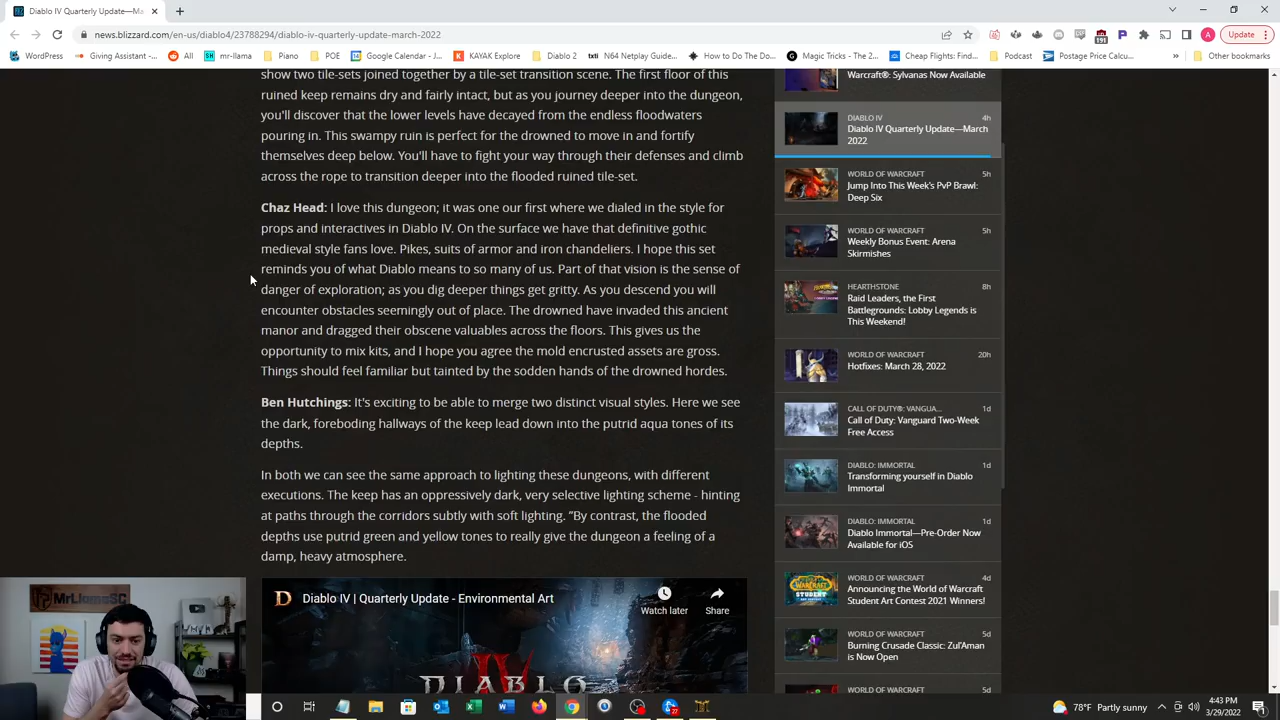 Diablo IV Quarterly Update—Ma
news.blizzard.com/en-us/diablo4/23788294/diablo-iv-quarterly-update-march-2022
Update
WordPress
Giving Assistance -...
All
mr-llama
Piano
POE
Google Calendar - J...
KAYAK Explore
Diablo 2
txti
N64 Netplay Guide...
How to Do The Do...
Magic Tricks - The 2...
Cheap Flights: Find...
Podcast
Postage Price Calcu...
»
Other bookmarks
show two tile-sets joined together by a tile-set transition scene. The first floor of this
ruined keep remains dry and fairly intact, but as you journey deeper into the dungeon,
you'll discover that the lower levels have decayed from the endless floodwaters
pouring in. This swampy ruin is perfect for the drowned to move in and fortify
themselves deep below. You'll have to fight your way through their defenses and climb
across the rope to transition deeper into the flooded ruined tile-set.
Chaz Head: I love this dungeon; it was one our first where we dialed in the style for
props and interactives in Diablo IV. On the surface we have that definitive gothic
medieval style fans love. Pikes, suits of armor and iron chandeliers. I hope this set
reminds you of what Diablo means to so many of us. Part of that vision is the sense of
danger of exploration; as you dig deeper things get gritty. As you descend you will
encounter obstacles seemingly out of place. The drowned have invaded this ancient
manor and dragged their obscene valuables across the floors. This gives us the
opportunity to mix kits, and I hope you agree the mold encrusted assets are gross.
Things should feel familiar but tainted by the sodden hands of the drowned hordes.
Ben Hutchings: It's exciting to be able to merge two distinct visual styles. Here we see
the dark, foreboding hallways of the keep lead down into the putrid aqua tones of its
depths.
In both we can see the same approach to lighting these dungeons, with different
executions. The keep has an oppressively dark, very selective lighting scheme - hinting
at paths through the corridors subtly with soft lighting. "By contrast, the flooded
depths use putrid green and yellow tones to really give the dungeon a feeling of a
damp, heavy atmosphere.
Diablo IV | Quarterly Update - Environmental Art
Watch later
Share
DIABLO
Warcraft®: Sylvanas Now Available
DIABLO IV 4h
Diablo IV Quarterly Update—March
2022
WORLD OF WARCRAFT 5h
Jump Into This Week's PvP Brawl:
Deep Six
WORLD OF WARCRAFT 5h
Weekly Bonus Event: Arena
Skirmishes
HEARTHSTONE 8h
Raid Leaders, the First
Battlegrounds: Lobby Legends is
This Weekend!
WORLD OF WARCRAFT 20h
Hotfixes: March 28, 2022
CALL OF DUTY®: VANGUA... 1d
Call of Duty: Vanguard Two-Week
Free Access
DIABLO: IMMORTAL 1d
Transforming yourself in Diablo
Immortal
DIABLO: IMMORTAL 1d
Diablo Immortal—Pre-Order Now
Available for iOS
WORLD OF WARCRAFT 4d
Announcing the World of Warcraft
Student Art Contest 2021 Winners!
WORLD OF WARCRAFT 5d
Burning Crusade Classic: Zul'Aman
is Now Open
WORLD OF WARCRAFT 5d
78°F Partly sunny
4:43 PM
3/29/2022